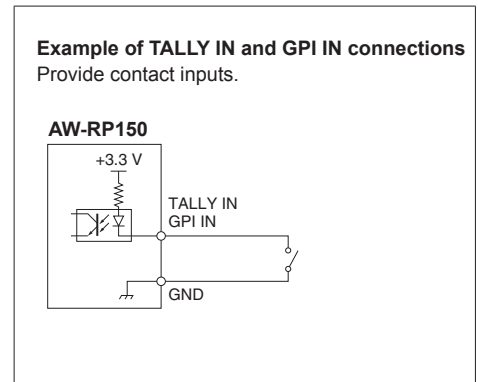 Example of TALLY IN and GPI IN connections
Provide contact inputs.
AW-RP150
+3.3 V
TALLY IN
GPI IN
GND